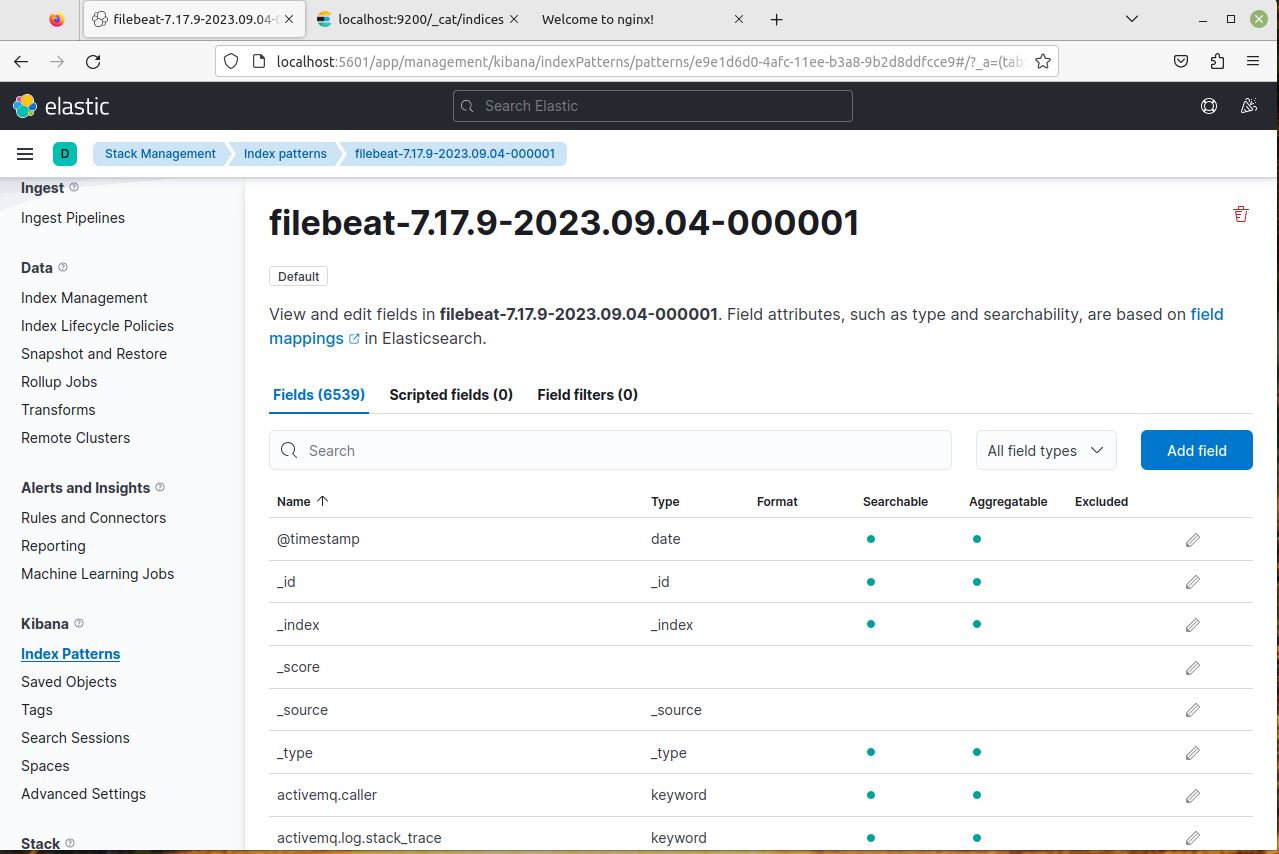 filebeat-7.17.9-2023.09.04-0
localhost:9200/_cat/indices
Welcome to nginx!
localhost:5601/app/management/kibana/indexPatterns/patterns/e9e1d6d0-4afc-11ee-b3a8-9b2d8ddfcce9#/?_a=(tab
elastic
Search Elastic
D
Stack Management
Index patterns
filebeat-7.17.9-2023.09.04-000001
Ingest
Ingest Pipelines
Data
Index Management
Index Lifecycle Policies
Snapshot and Restore
Rollup Jobs
Transforms
Remote Clusters
Alerts and Insights
Rules and Connectors
Reporting
Machine Learning Jobs
Kibana
Index Patterns
Saved Objects
Tags
Search Sessions
Spaces
Advanced Settings
Stack
filebeat-7.17.9-2023.09.04-000001
Default
View and edit fields in filebeat-7.17.9-2023.09.04-000001. Field attributes, such as type and searchability, are based on field
mappings in Elasticsearch.
Fields (6539) Scripted fields (0) Field filters (0)
Search
All field types
Add field
Name Type Format Searchable Aggregatable Excluded
@timestamp date
_id _id
_index _index
_score
_source _source
_type _type
activemq.caller keyword
activemq.log.stack_trace keyword